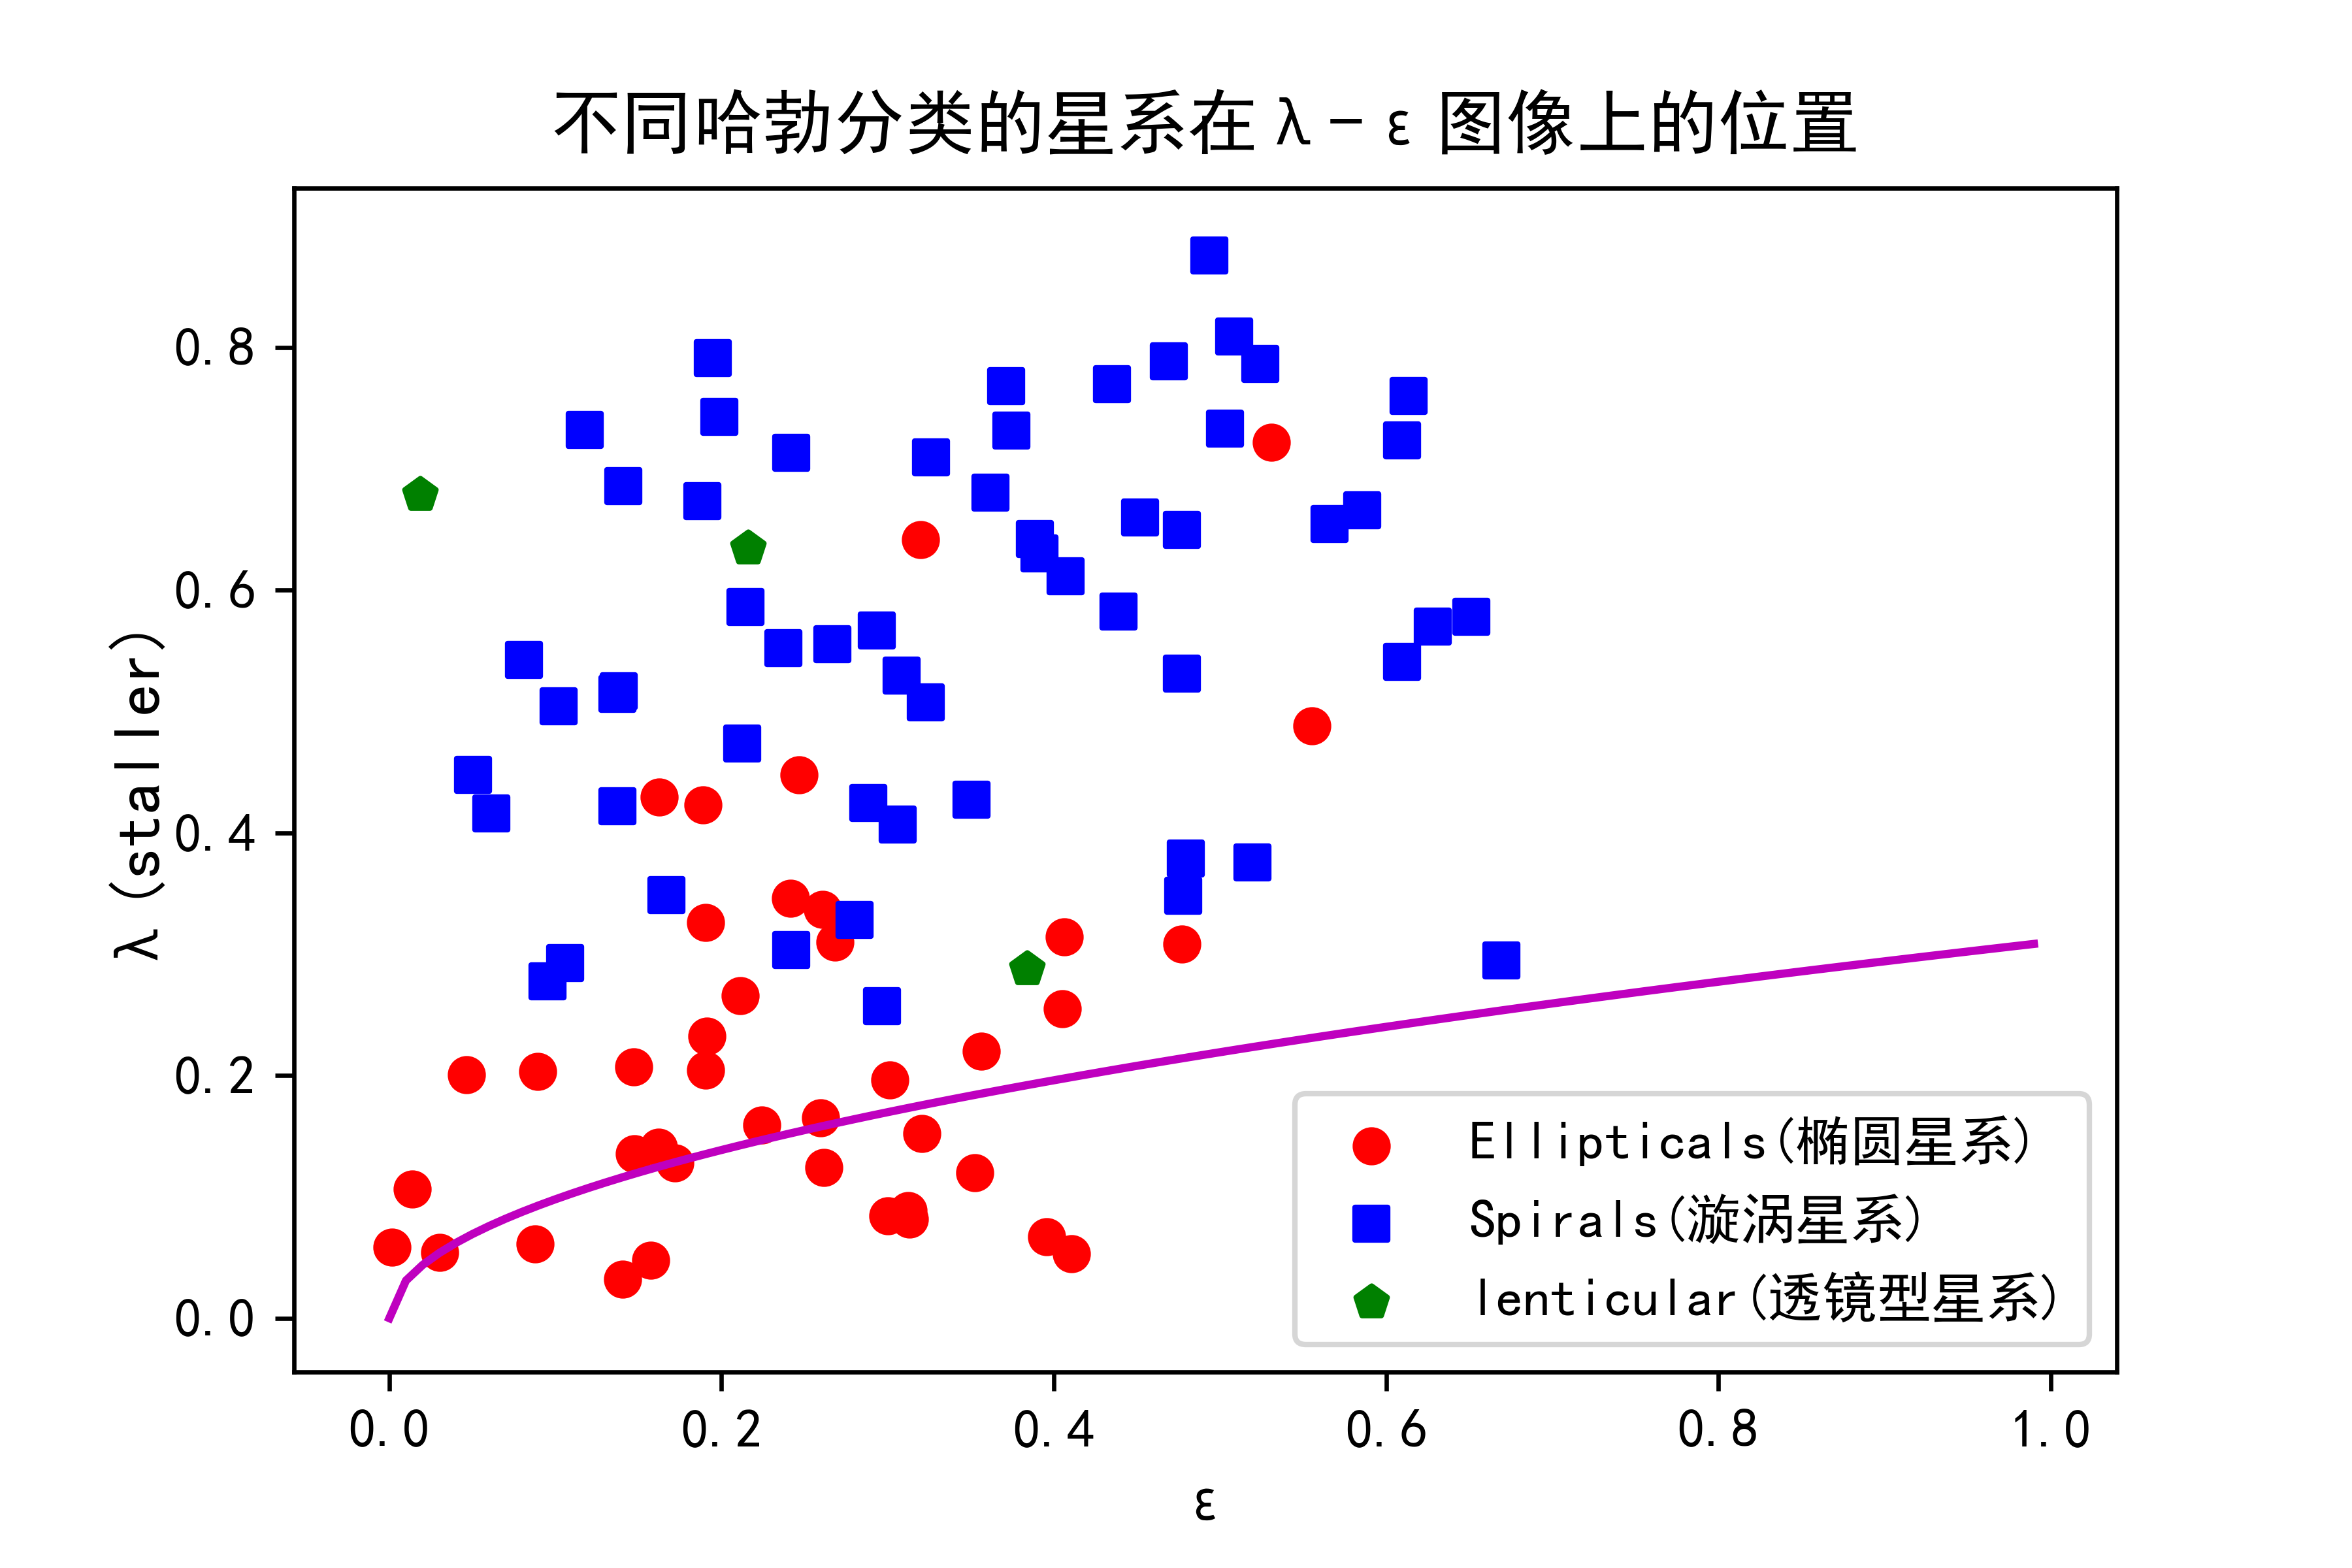 不同哈勃分类的星系在λ-ε图像上的位置
λ(staller)
0.8
0.6
0.4
0.2
0.0
0.0 0.2 0.4 0.6 0.8 1.0
ε
Ellipticals(椭圆星系)
Spirals(漩涡星系)
lenticular(透镜型星系)